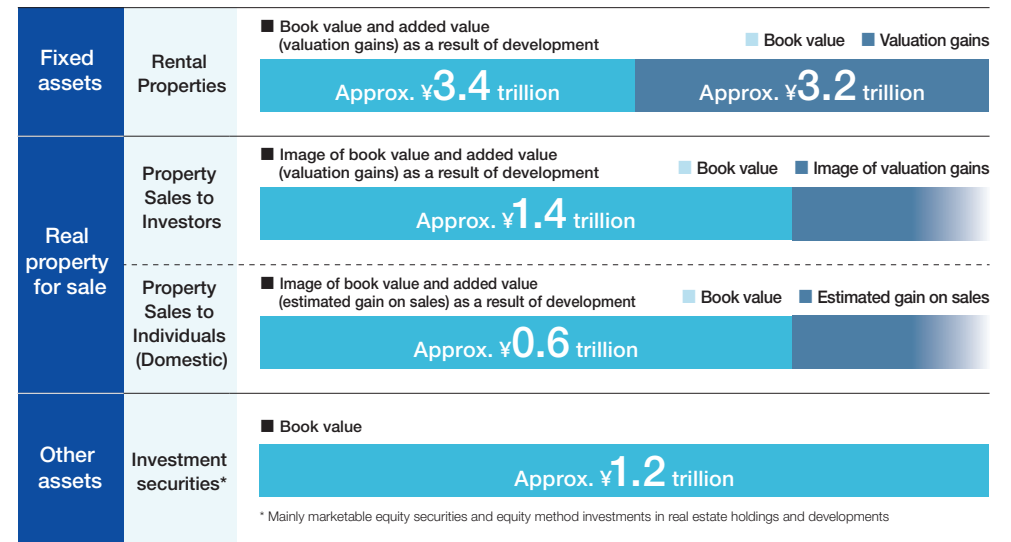 Fixed
assets
Rental
Properties
■ Book value and added value
(valuation gains) as a result of development
■ Book value ■ Valuation gains
Approx. ¥3.4 trillion
Approx. ¥3.2 trillion
Real
property
for sale
Property
Sales to
Investors
■ Image of book value and added value
(valuation gains) as a result of development
■ Book value ■ Image of valuation gains
Approx. ¥1.4 trillion
Property
Sales to
Individuals
(Domestic)
■ Image of book value and added value
(estimated gain on sales) as a result of development
■ Book value ■ Estimated gain on sales
Approx. ¥0.6 trillion
Other
assets
Investment
securities*
■ Book value
Approx. ¥1.2 trillion
* Mainly marketable equity securities and equity method investments in real estate holdings and developments